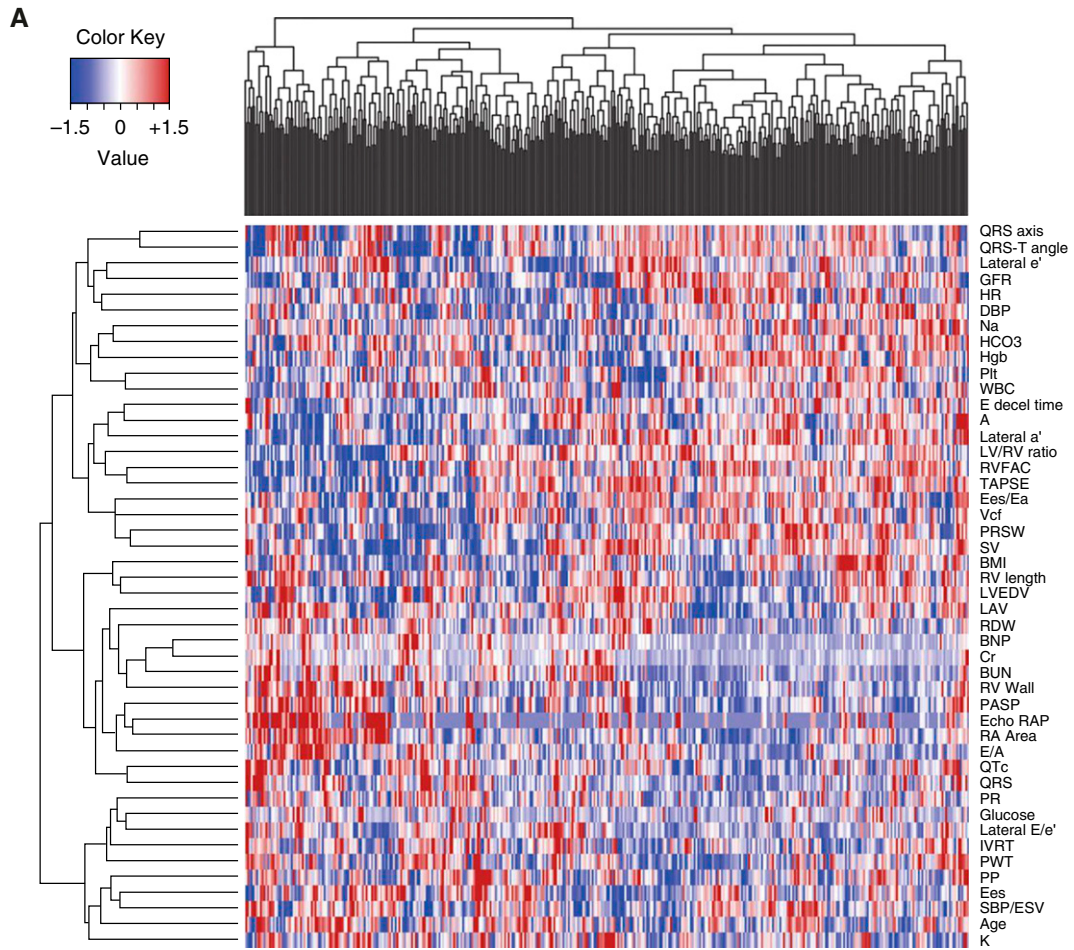 A
Color Key
−1.5 0 +1.5
Value
QRS axis
QRS-T angle
Lateral e'
GFR
HR
DBP
Na
HCO3
Hgb
Plt
WBC
E decel time
A
Lateral a'
LV/RV ratio
RVFAC
TAPSE
Ees/Ea
Vcf
PRSW
SV
BMI
RV length
LVEDV
LAV
RDW
BNP
Cr
BUN
RV Wall
PASP
Echo RAP
RA Area
E/A
QTc
QRS
PR
Glucose
Lateral E/e'
IVRT
PWT
PP
Ees
SBP/ESV
Age
K